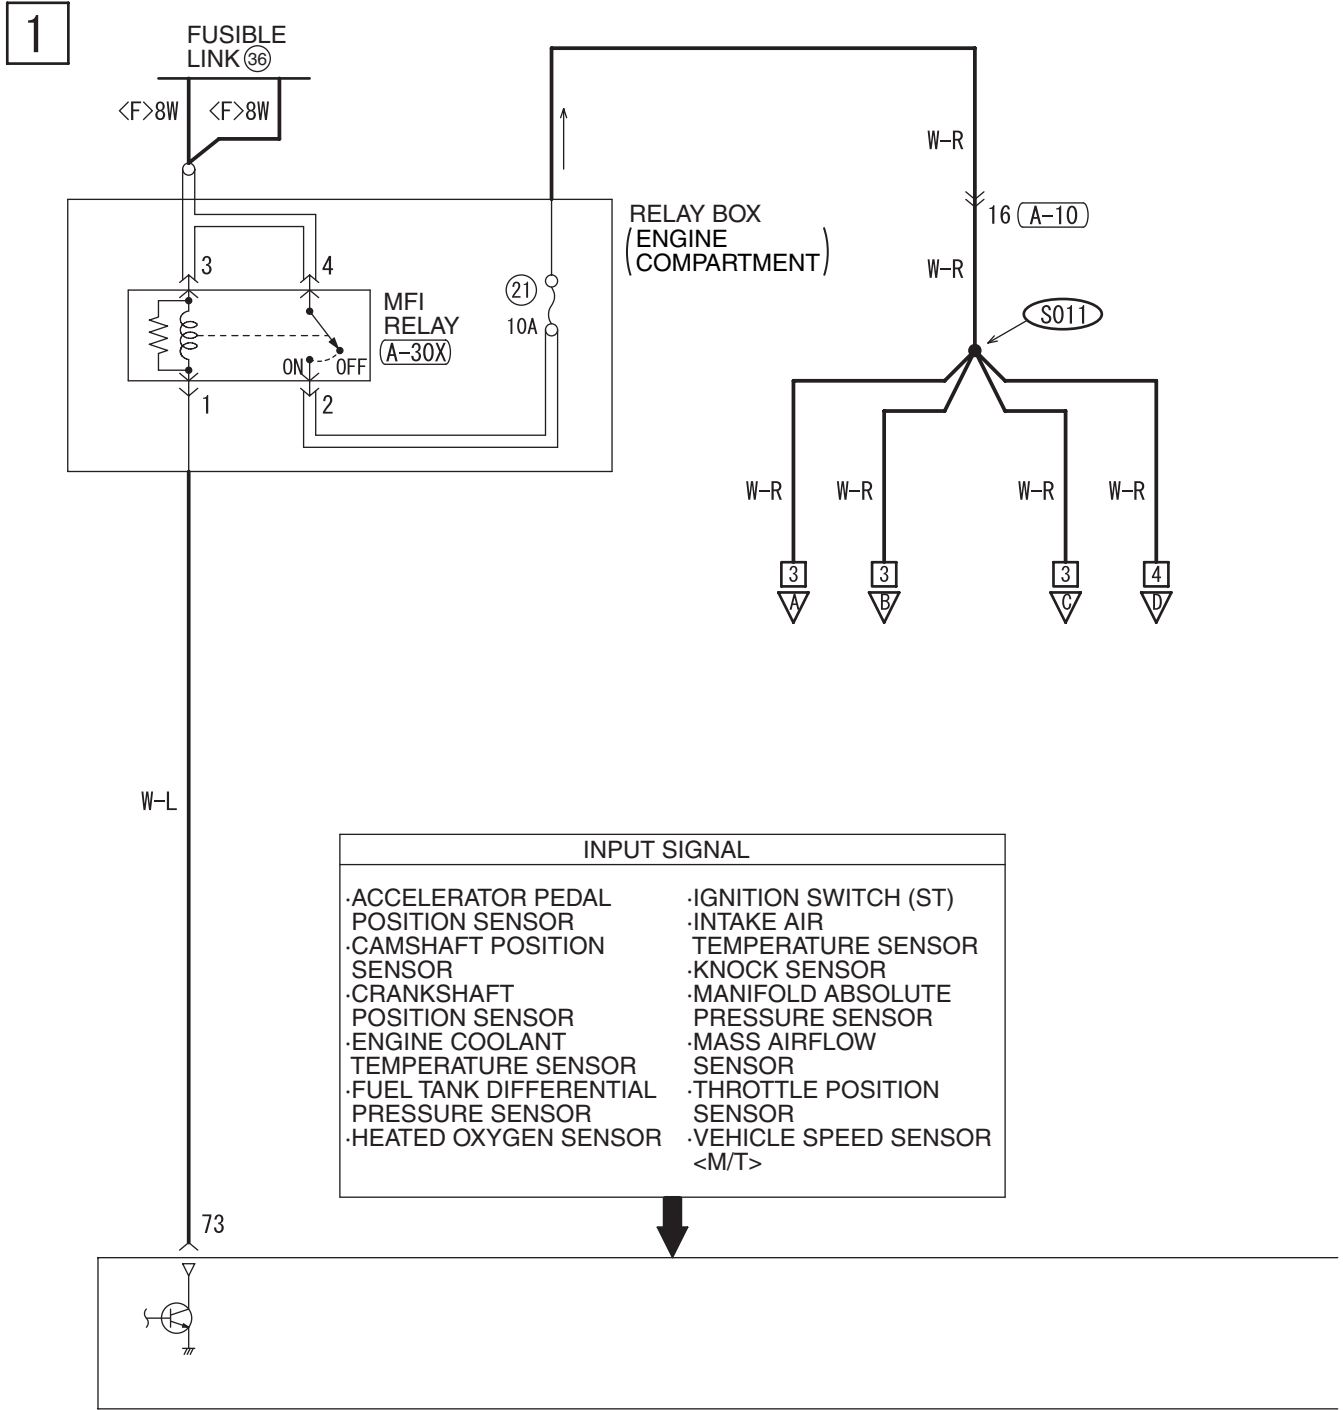 1
FUSIBLE
LINK 36
<F>8W
<F>8W
RELAY BOX
(ENGINE
COMPARTMENT)
3
4
MFI
RELAY
A-30X
ON
OFF
1
2
21
10A
W-R
16 A-10
W-R
S011
W-R
W-R
W-R
W-R
3
3
3
4
A
B
C
D
W-L
INPUT SIGNAL
·ACCELERATOR PEDAL
POSITION SENSOR
·CAMSHAFT POSITION
SENSOR
·CRANKSHAFT
POSITION SENSOR
·ENGINE COOLANT
TEMPERATURE SENSOR
·FUEL TANK DIFFERENTIAL
PRESSURE SENSOR
·HEATED OXYGEN SENSOR
·IGNITION SWITCH (ST)
·INTAKE AIR
TEMPERATURE SENSOR
·KNOCK SENSOR
·MANIFOLD ABSOLUTE
PRESSURE SENSOR
·MASS AIRFLOW
SENSOR
·THROTTLE POSITION
SENSOR
·VEHICLE SPEED SENSOR
<M/T>
73